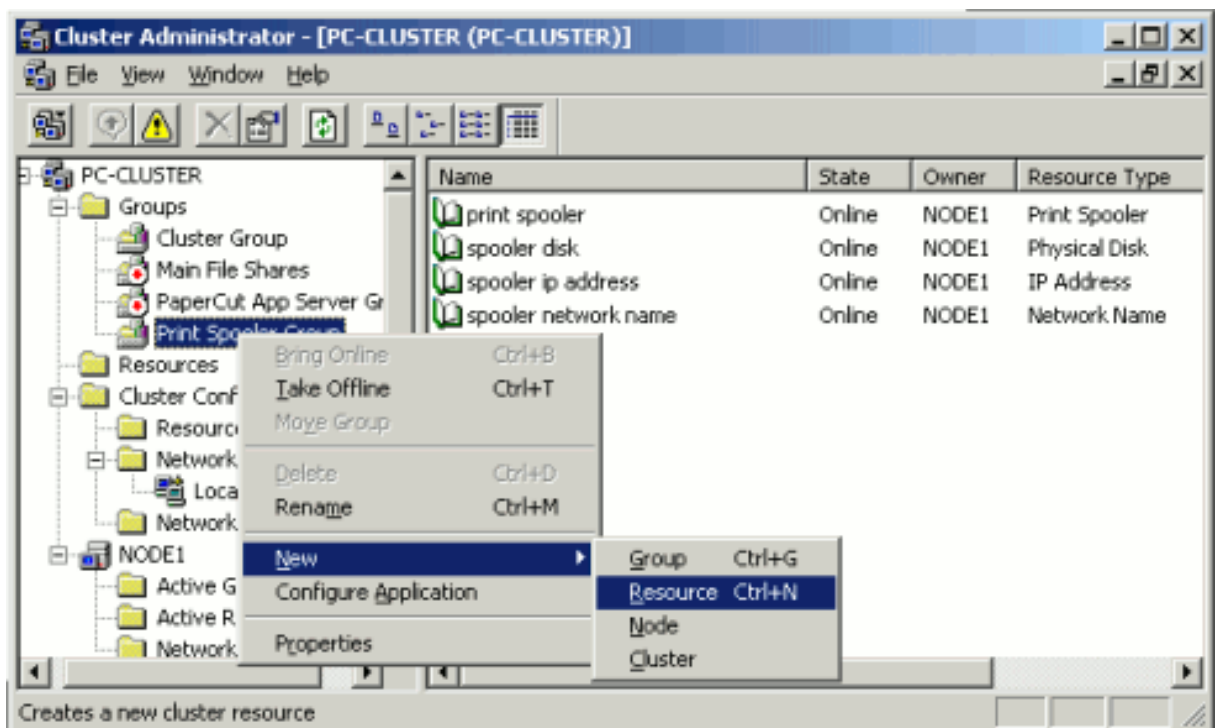 Cluster Administrator - [PC-CLUSTER (PC-CLUSTER)]
File View Window Help
PC-CLUSTER
Groups
Cluster Group
Main File Shares
PaperCut App Server Gr
Print Spooler Group
Resources
Cluster Conf
Resourc
Network
Loca
Network
NODE1
Active G
Active R
Network
Name State Owner Resource Type
print spooler Online NODE1 Print Spooler
spooler disk Online NODE1 Physical Disk
spooler ip address Online NODE1 IP Address
spooler network name Online NODE1 Network Name
Bring Online Ctrl+B
Take Offline Ctrl+T
Move Group
Delete Ctrl+D
Rename Ctrl+M
New
Configure Application
Properties
Group Ctrl+G
Resource Ctrl+N
Node
Cluster
Creates a new cluster resource